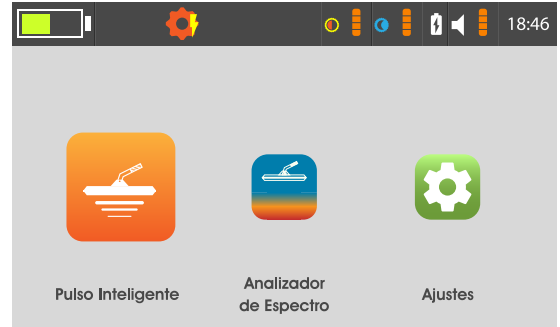 18:46
Pulso Inteligente
Analizador
de Espectro
Ajustes